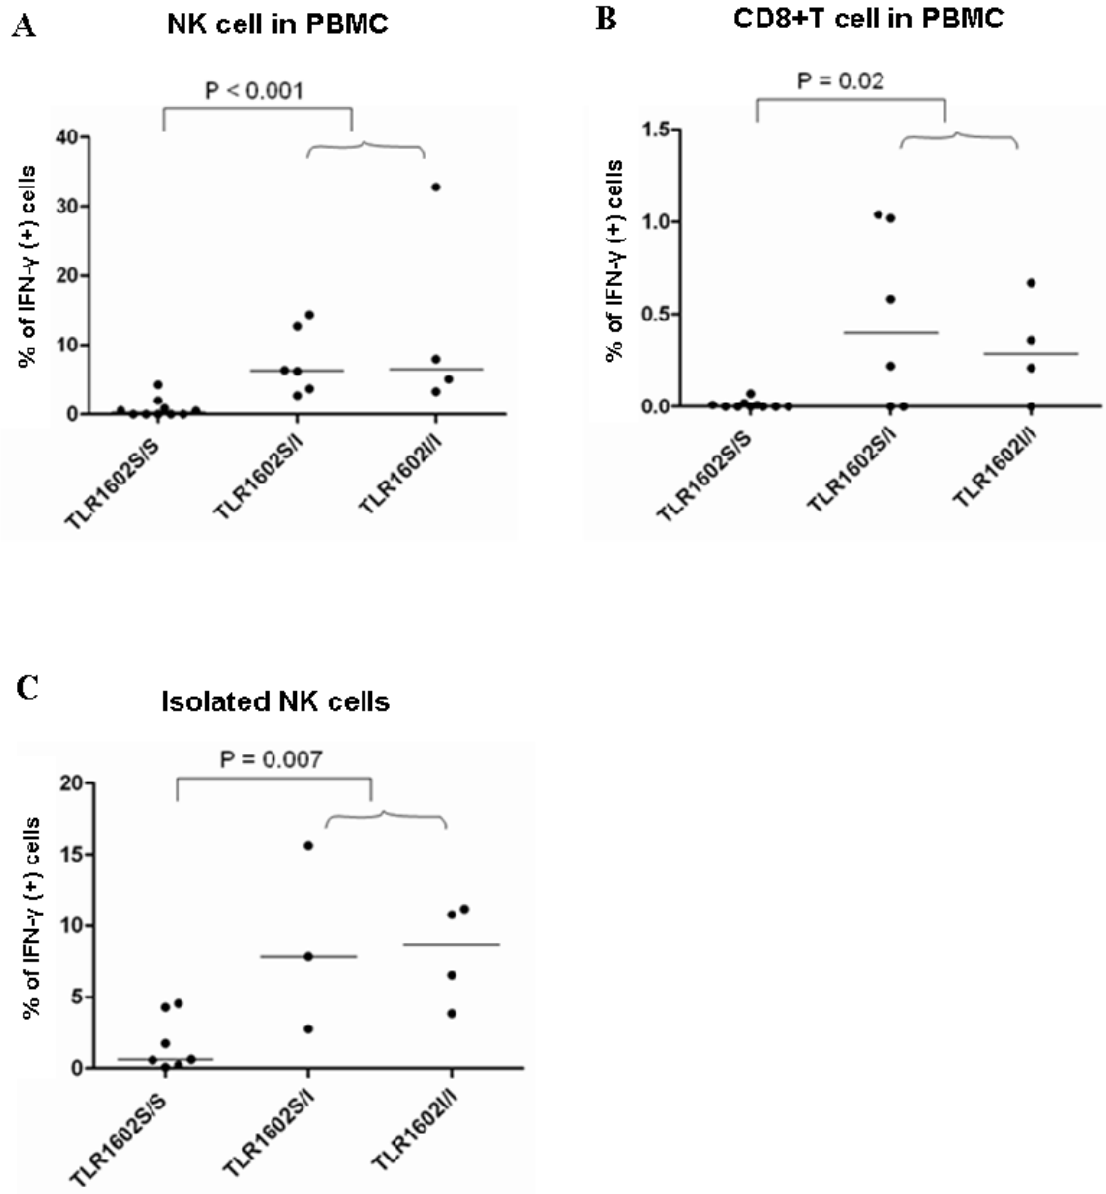 A
NK cell in PBMC
P < 0.001
40
30
20
10
0
% of IFN-γ (+) cells
TLR1602S/S
TLR1602S/I
TLR1602I/I
B
CD8+T cell in PBMC
P = 0.02
1.5
1.0
0.5
0.0
% of IFN-γ (+) cells
TLR1602S/S
TLR1602S/I
TLR1602I/I
C
Isolated NK cells
P = 0.007
20
15
10
5
0
% of IFN-γ (+) cells
TLR1602S/S
TLR1602S/I
TLR1602I/I